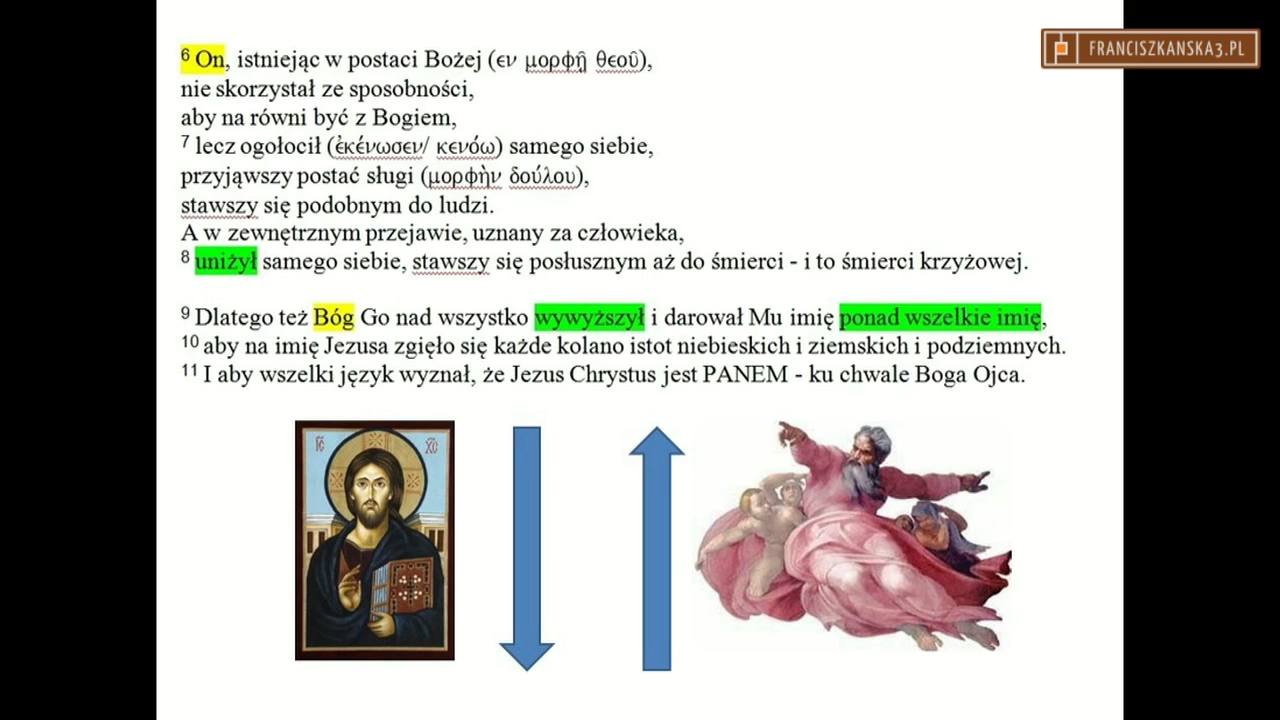 ⁶ On, istniejąc w postaci Bożej (εν μορφῇ θεοῦ),
nie skorzystał ze sposobności,
aby na równi być z Bogiem,
⁷ lecz ogołocił (ἐκένωσεν/ κενόω) samego siebie,
przyjąwszy postać sługi (μορφὴν δούλου),
stawszy się podobnym do ludzi.
A w zewnętrznym przejawie, uznany za człowieka,
⁸ uniżył samego siebie, stawszy się posłusznym aż do śmierci - i to śmierci krzyżowej.
⁹ Dlatego też Bóg Go nad wszystko wywyższył i darował Mu imię ponad wszelkie imię,
¹⁰ aby na imię Jezusa zgięło się każde kolano istot niebieskich i ziemskich i podziemnych.
¹¹ I aby wszelki język wyznał, że Jezus Chrystus jest PANEM - ku chwale Boga Ojca.
FRANCISZKANSKA3.PL
IC XC